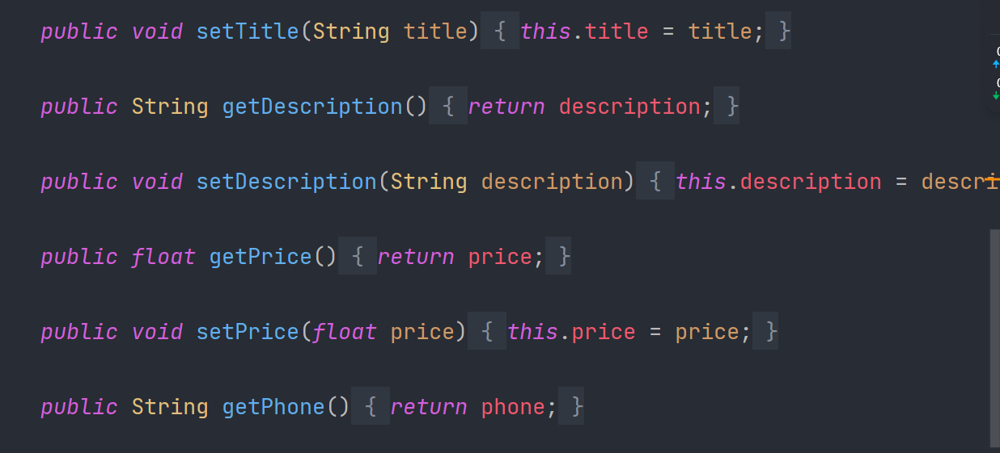 public void setTitle(String title) { this.title = title; }
public String getDescription() { return description; }
public void setDescription(String description) { this.description =
public float getPrice() { return price; }
public void setPrice(float price) { this.price = price; }
public String getPhone() { return phone; }